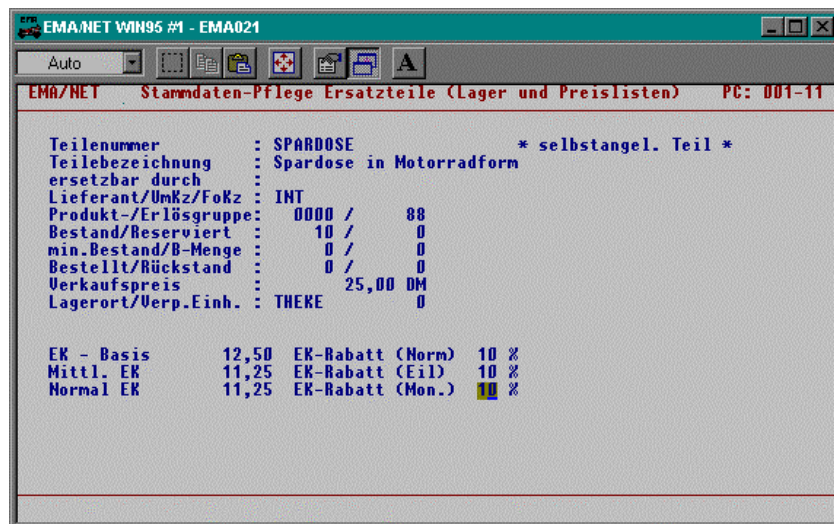 EMA/NET WIN95 #1 - EMA021
Auto
A
EMA/NET Stammdaten-Pflege Ersatzteile (Lager und Preislisten) PC: 001-11
Teilenummer : SPARDOSE * selbstangel. Teil *
Teilebezeichnung : Spardose in Motorradform
ersetzbar durch :
Lieferant/UmKz/FoKz : INT
Produkt-/Erlösgruppe: 0000 / 88
Bestand/Reserviert : 10 / 0
min.Bestand/B-Menge : 0 / 0
Bestellt/Rückstand : 0 / 0
Verkaufspreis : 25,00 DM
Lagerort/Verp.Einh. : THEKE 0
EK - Basis 12,50 EK-Rabatt (Norm) 10 %
Mittl. EK 11,25 EK-Rabatt (Eil) 10 %
Normal EK 11,25 EK-Rabatt (Mon.) 10 %